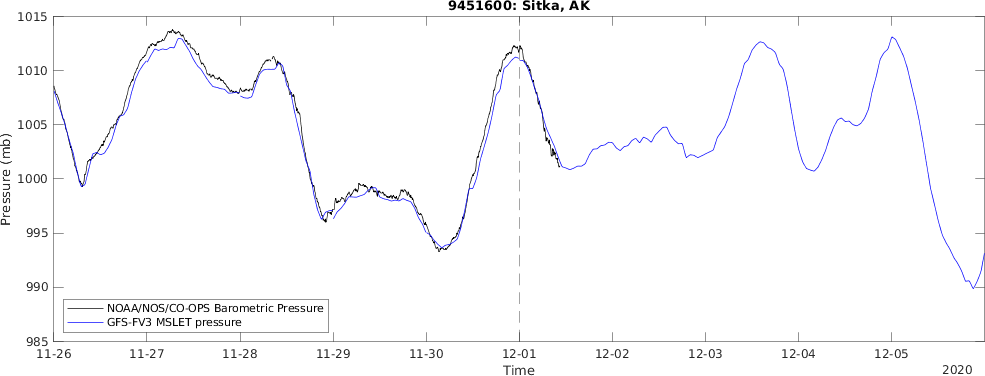 9451600: Sitka, AK
1015
1010
1005
1000
995
990
985
Pressure (mb)
NOAA/NOS/CO-OPS Barometric Pressure
GFS-FV3 MSLET pressure
11-26 11-27 11-28 11-29 11-30 12-01 12-02 12-03 12-04 12-05
Time
2020